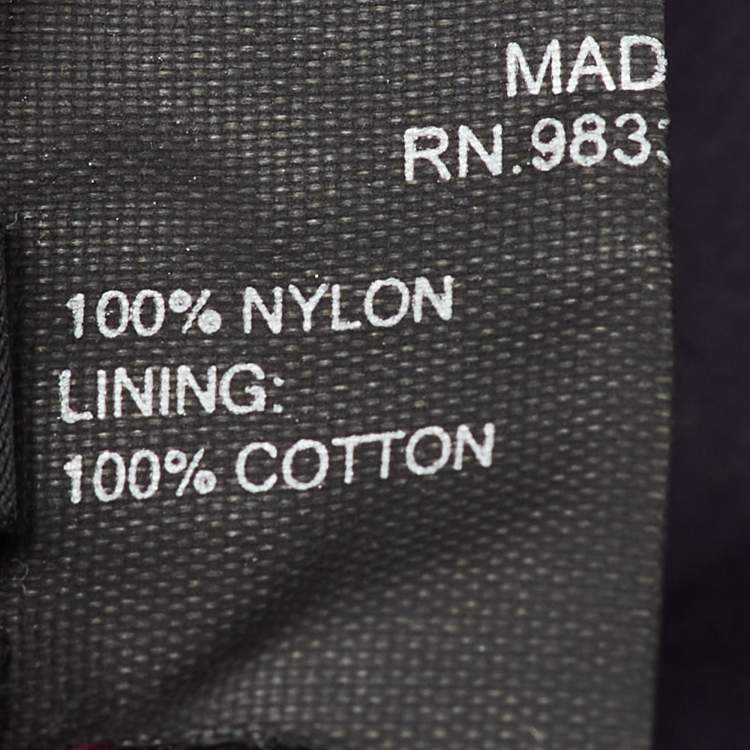 MAD
RN.983
100% NYLON
LINING:
100% COTTON